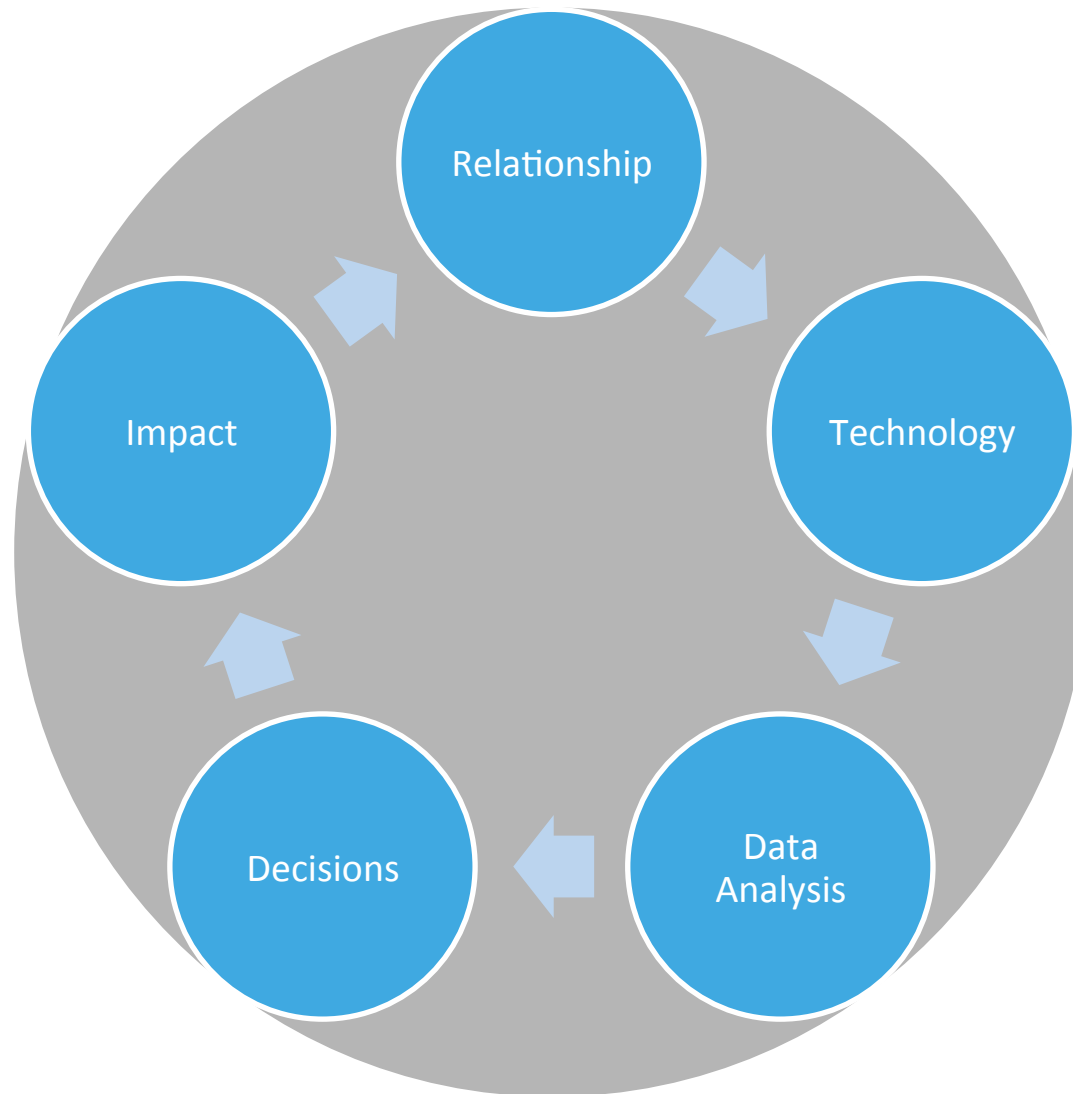 Relationship
Technology
Data
Analysis
Decisions
Impact